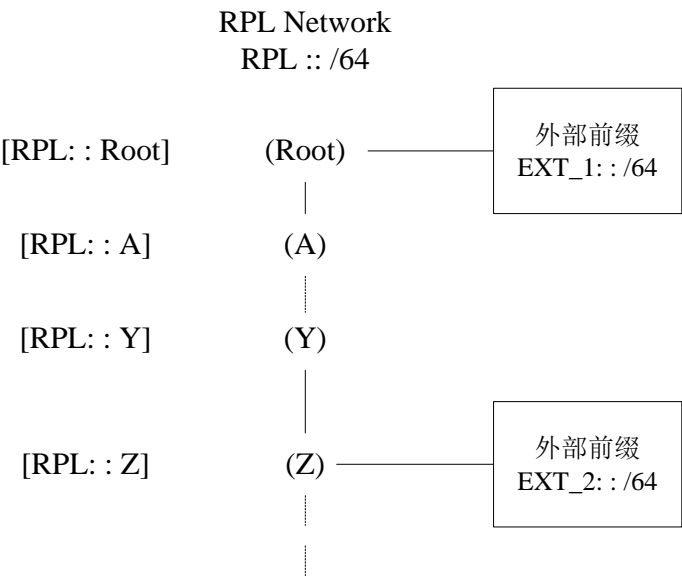 RPL Network
RPL :: /64
[RPL: : Root] (Root)
外部前缀
EXT_1: : /64
[RPL: : A] (A)
[RPL: : Y] (Y)
[RPL: : Z] (Z)
外部前缀
EXT_2: : /64